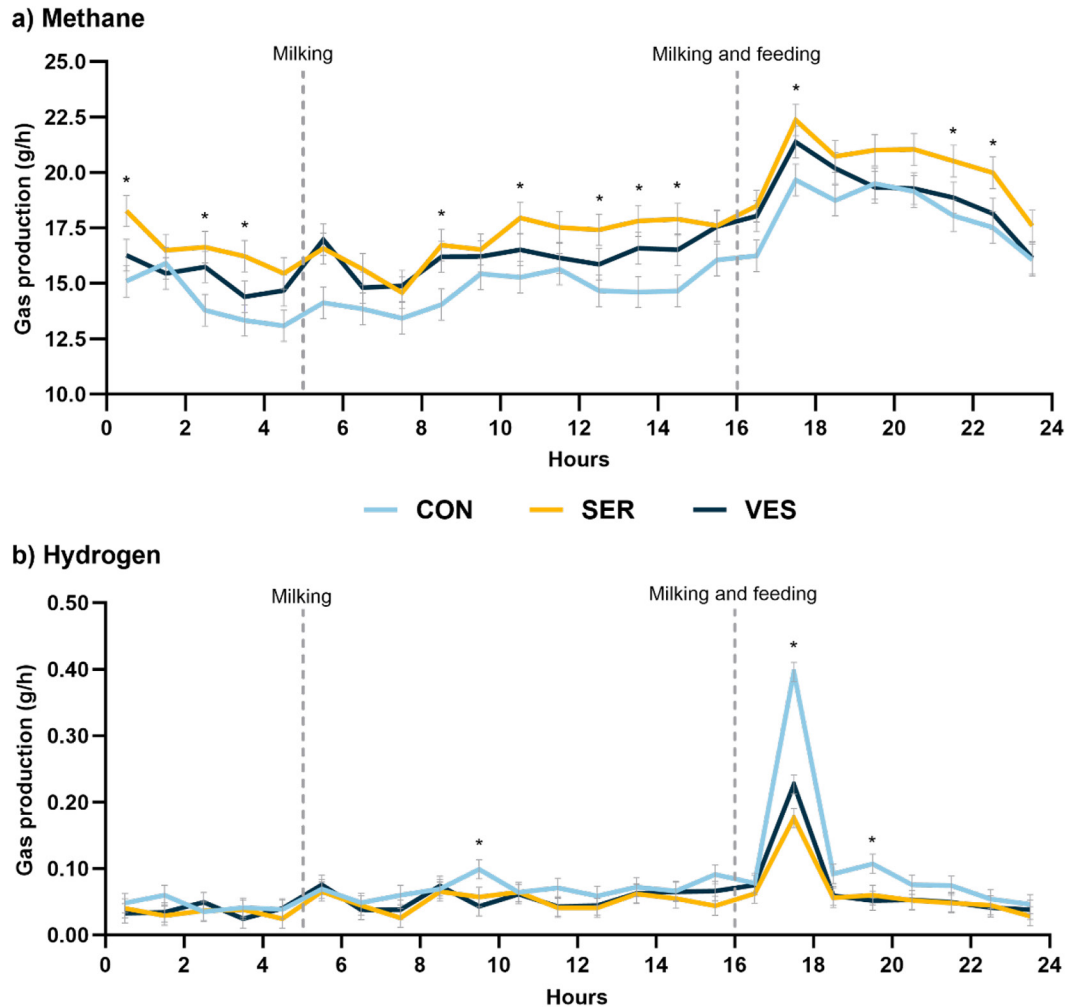 a) Methane
Milking
Milking and feeding
25.0
22.5
20.0
17.5
15.0
12.5
10.0
Gas production (g/h)
* * * * * * * * * * *
0 2 4 6 8 10 12 14 16 18 20 22 24
Hours
CON SER VES
b) Hydrogen
Milking
Milking and feeding
0.50
0.40
0.30
0.20
0.10
0.00
Gas production (g/h)
* * *
0 2 4 6 8 10 12 14 16 18 20 22 24
Hours